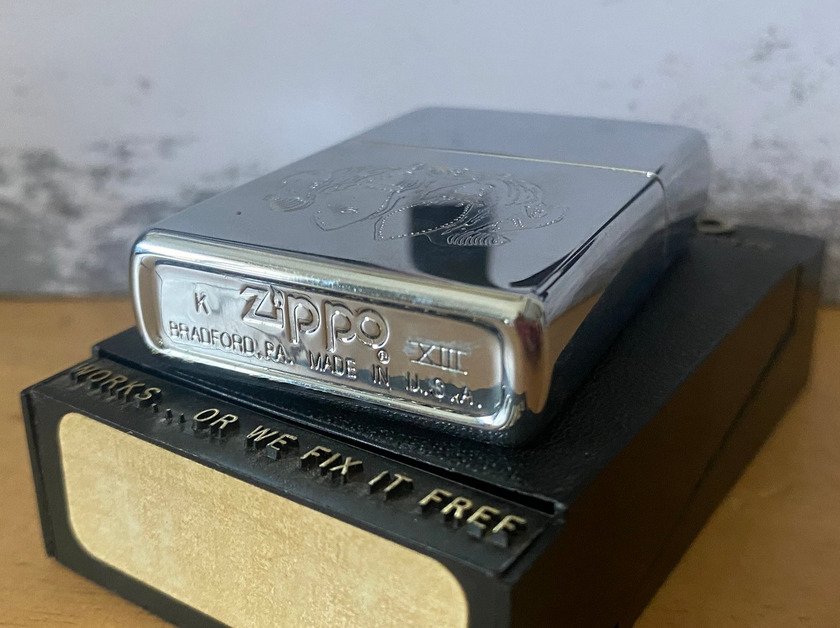 K Zippo ® XIII
BRADFORD, PA. MADE IN U.S.A.
WORKS... OR WE FIX IT FREE